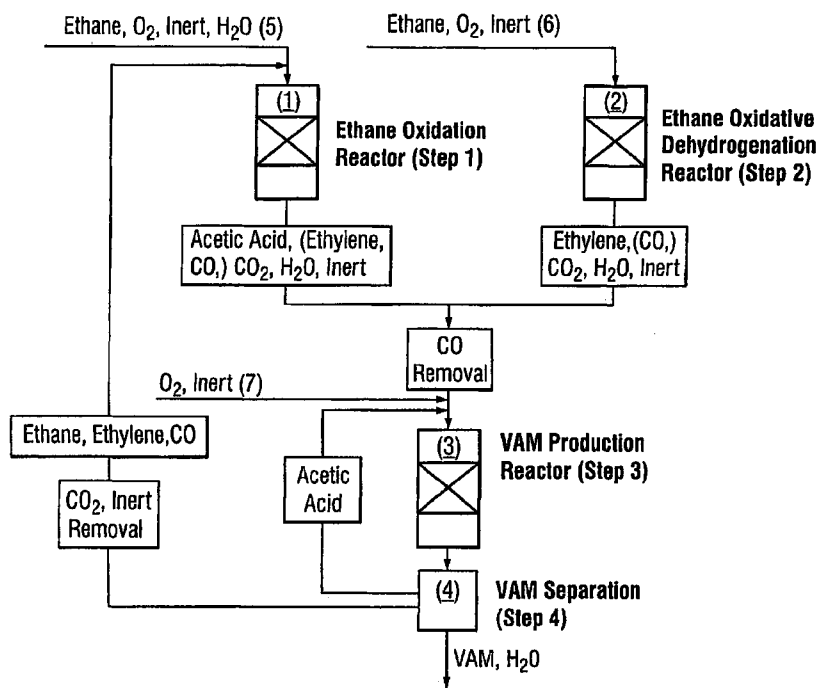 Ethane, O₂, Inert, H₂O (5)
Ethane, O₂, Inert (6)
(1)
(2)
Ethane Oxidation
Reactor (Step 1)
Ethane Oxidative
Dehydrogenation
Reactor (Step 2)
Acetic Acid, (Ethylene,
CO,) CO₂, H₂O, Inert
Ethylene,(CO,)
CO₂, H₂O, Inert
CO
Removal
O₂, Inert (7)
Ethane, Ethylene,CO
(3)
VAM Production
Reactor (Step 3)
Acetic
Acid
CO₂, Inert
Removal
(4)
VAM Separation
(Step 4)
VAM, H₂O